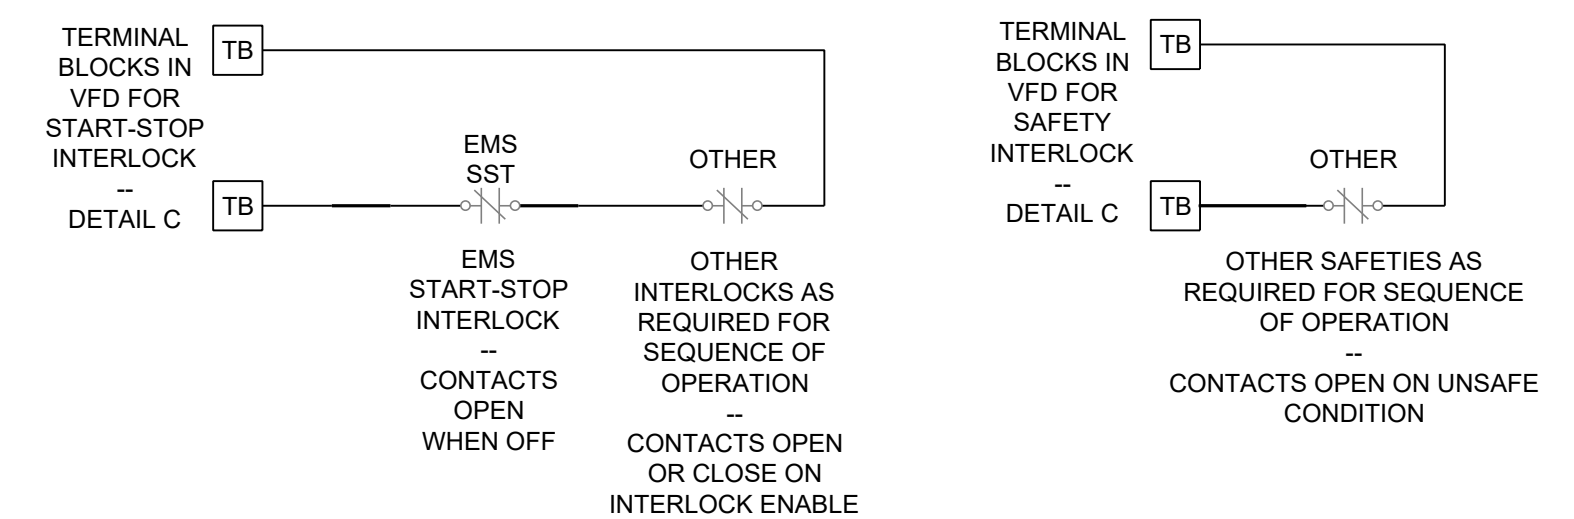 TERMINAL
BLOCKS IN
VFD FOR
START-STOP
INTERLOCK
--
DETAIL C
TB
TB
EMS
SST
OTHER
EMS
START-STOP
INTERLOCK
--
CONTACTS
OPEN
WHEN OFF
OTHER
INTERLOCKS AS
REQUIRED FOR
SEQUENCE OF
OPERATION
--
CONTACTS OPEN
OR CLOSE ON
INTERLOCK ENABLE
TERMINAL
BLOCKS IN
VFD FOR
SAFETY
INTERLOCK
--
DETAIL C
TB
TB
OTHER
OTHER SAFETIES AS
REQUIRED FOR SEQUENCE
OF OPERATION
--
CONTACTS OPEN ON UNSAFE
CONDITION